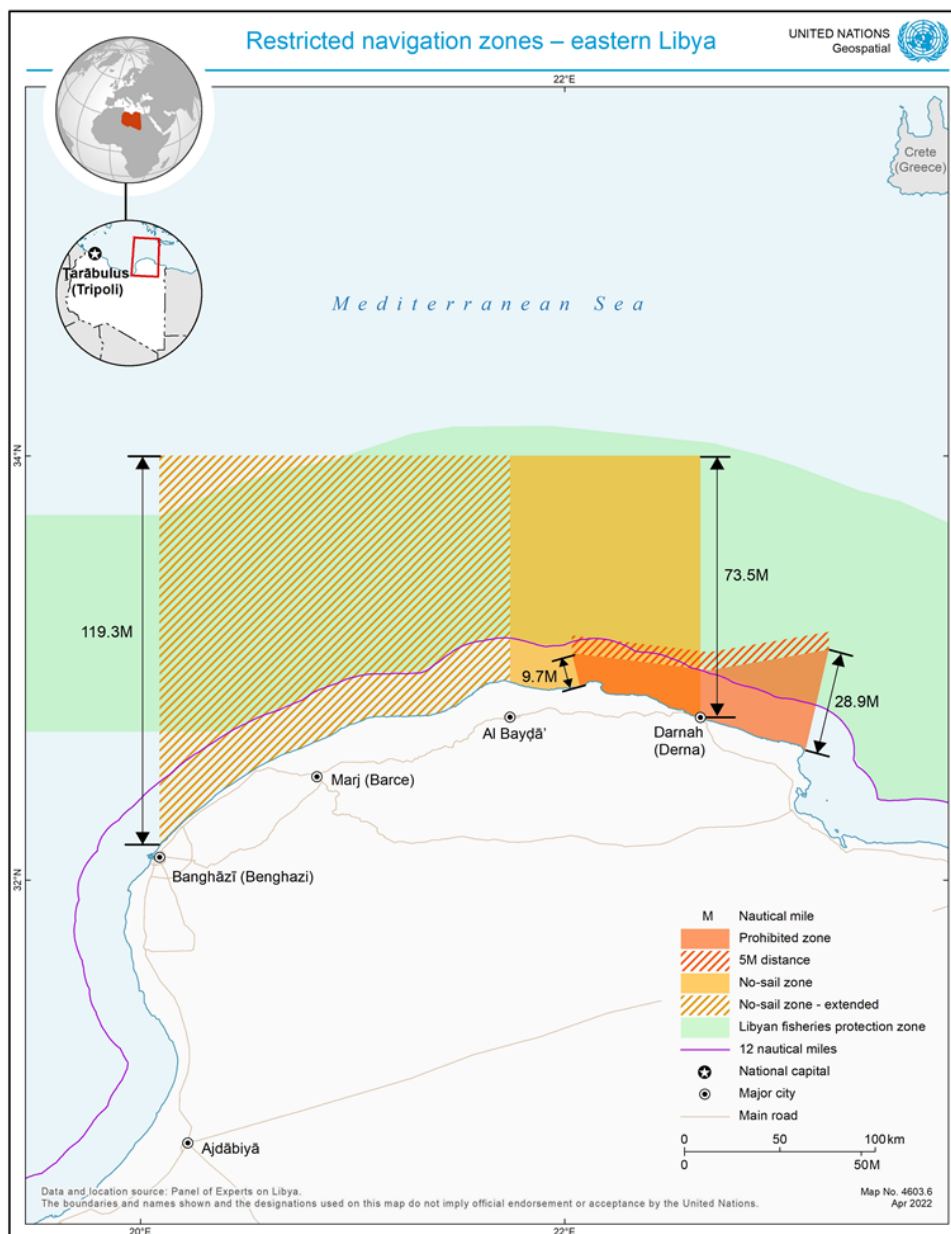 Restricted navigation zones – eastern Libya
UNITED NATIONS
Geospatial
22°E
Crete
(Greece)
Ṭarābulus
(Tripoli)
Mediterranean Sea
34°N
73.5M
119.3M
9.7M
28.9M
Al Bayḍā'
Darnah
(Derna)
Marj (Barce)
Banghāzī (Benghazi)
32°N
M Nautical mile
Prohibited zone
5M distance
No-sail zone
No-sail zone - extended
Libyan fisheries protection zone
12 nautical miles
National capital
Major city
Main road
Ajdābiyā
0 50 100 km
0 50 M
Data and location source: Panel of Experts on Libya.
The boundaries and names shown and the designations used on this map do not imply official endorsement or acceptance by the United Nations.
Map No. 4603.6
Apr 2022
20°E
22°E